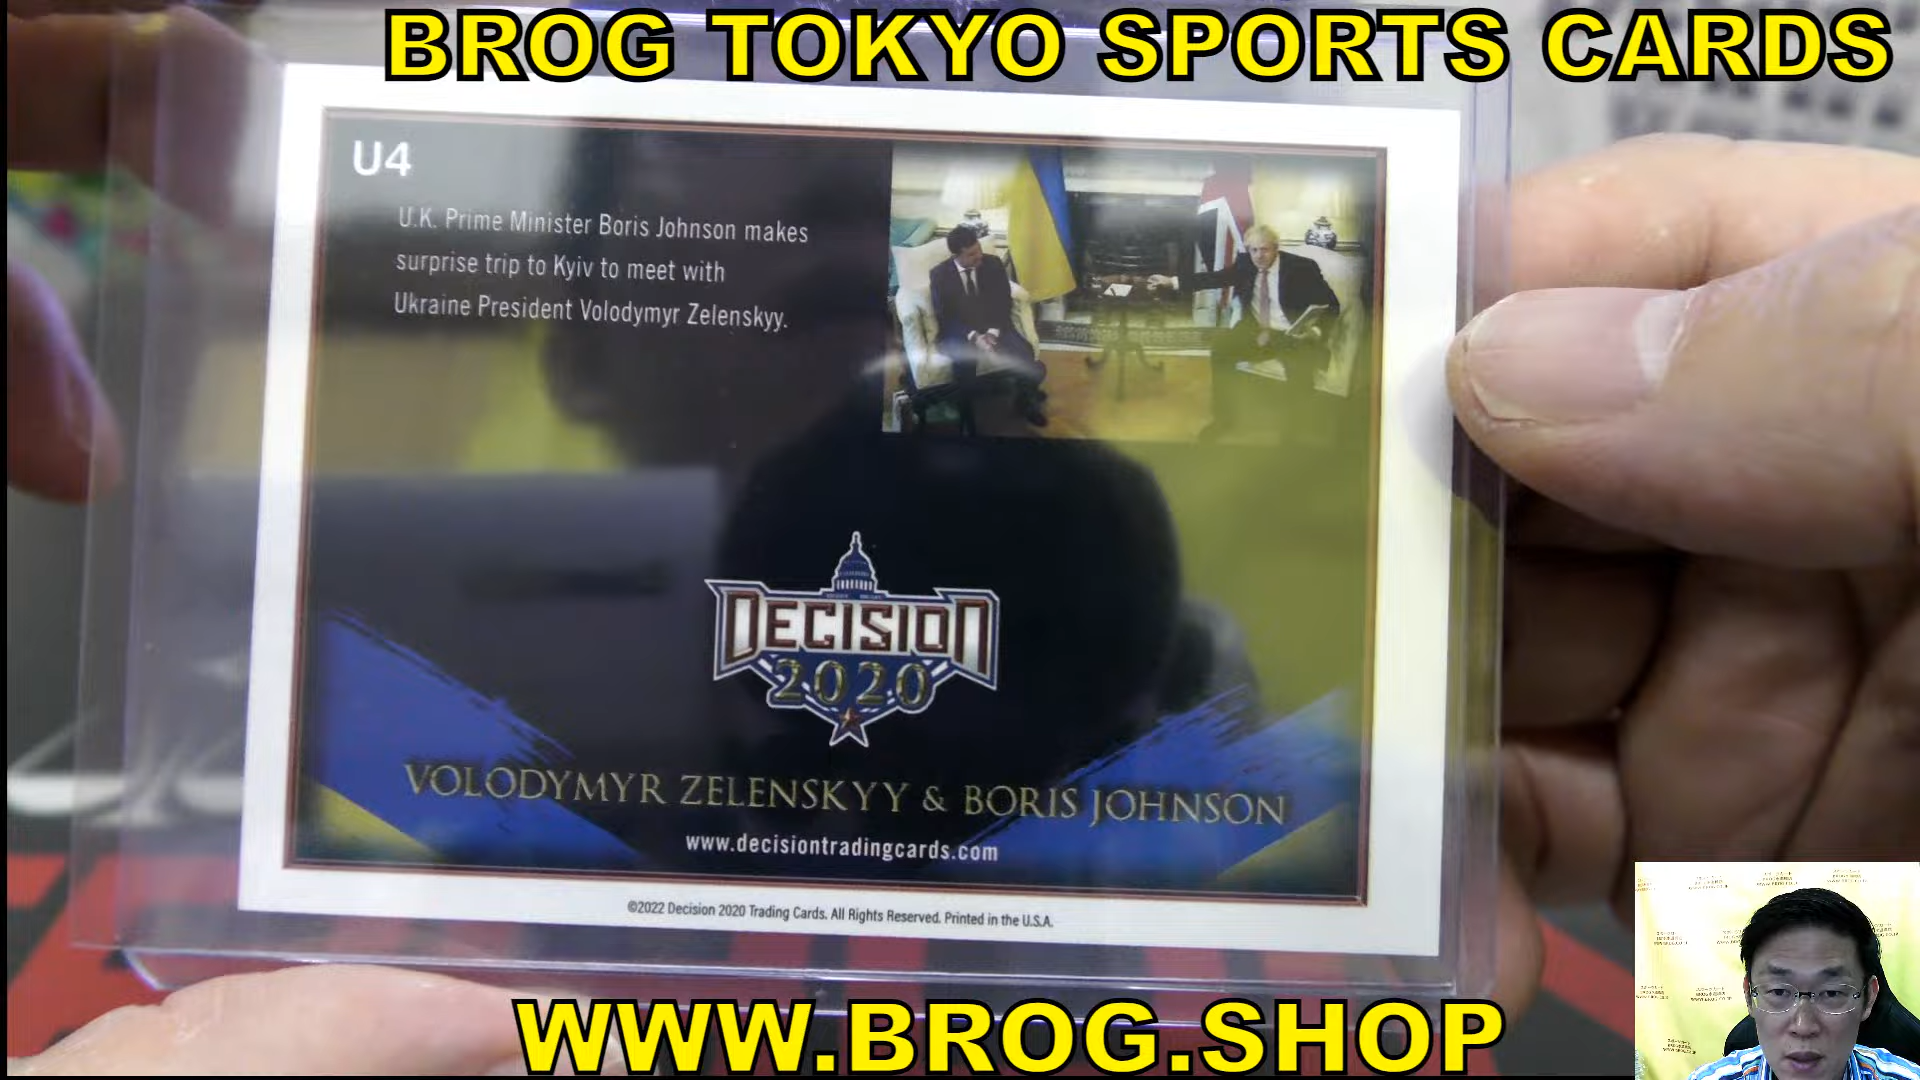 BROG TOKYO SPORTS CARDS
U4
U.K. Prime Minister Boris Johnson makes
surprise trip to Kyiv to meet with
Ukraine President Volodymyr Zelenskyy.
DECISION
2020
VOLODYMYR ZELENSKYY & BORIS JOHNSON
www.decisiontradingcards.com
©2022 Decision 2020 Trading Cards. All Rights Reserved. Printed in the U.S.A.
WWW.BROG.SHOP